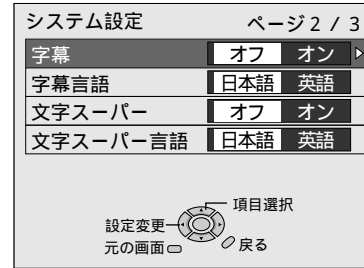 システム設定 ページ2 / 3
字幕 オフ オン
字幕言語 日本語 英語
文字スーパー オフ オン
文字スーパー言語 日本語 英語
項目選択
設定変更
元の画面 戻る